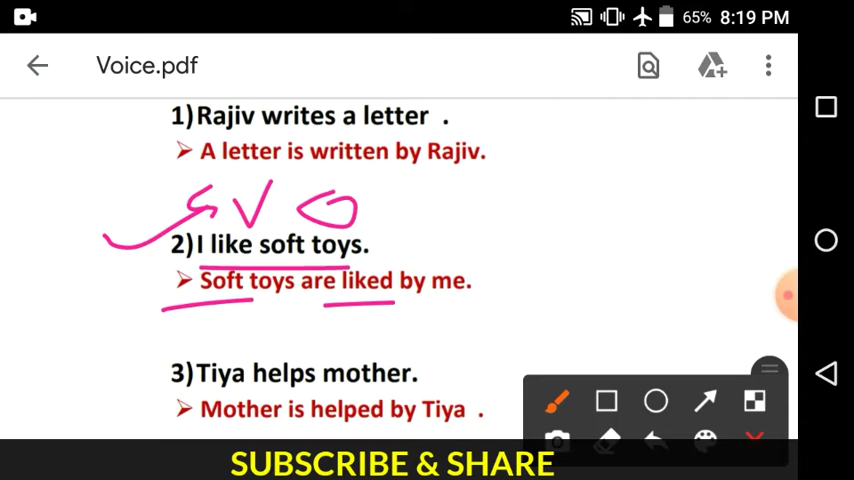 65% 8:19 PM
Voice.pdf
1) Rajiv writes a letter .
➢ A letter is written by Rajiv.
S V O
2) I like soft toys.
➢ Soft toys are liked by me.
3) Tiya helps mother.
➢ Mother is helped by Tiya .
SUBSCRIBE & SHARE